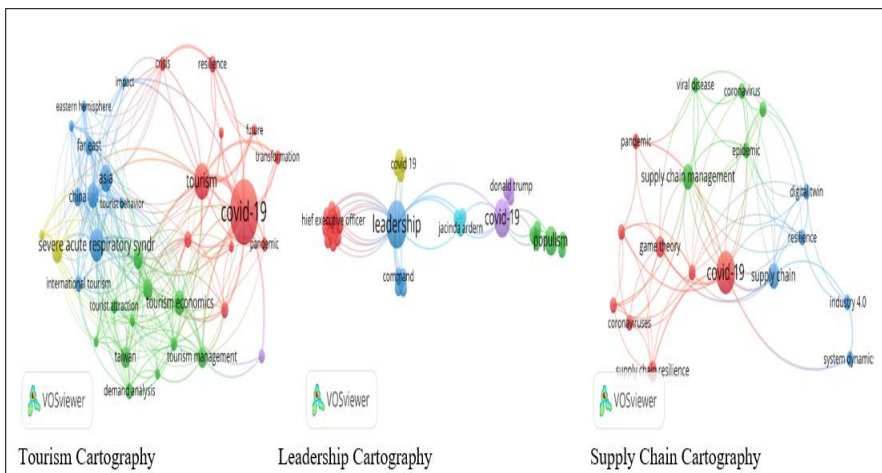 crisis
resilience
impact
eastern hemisphere
far east
future
transformation
asia
tourism
china
tourist behavior
covid-19
severe acute respiratory syndr
pandemic
international tourism
tourist attraction
tourism economics
taiwan
tourism management
demand analysis
VOSviewer
Tourism Cartography
covid 19
donald trump
hief executive officer
leadership
covid-19
jacinda ardern
populism
command
VOSviewer
Leadership Cartography
viral disease
coronavirus
pandemic
epidemic
supply chain management
digital twin
resilience
game theory
covid-19
supply chain
industry 4.0
coronaviruses
system dynamics
supply chain resilience
VOSviewer
Supply Chain Cartography